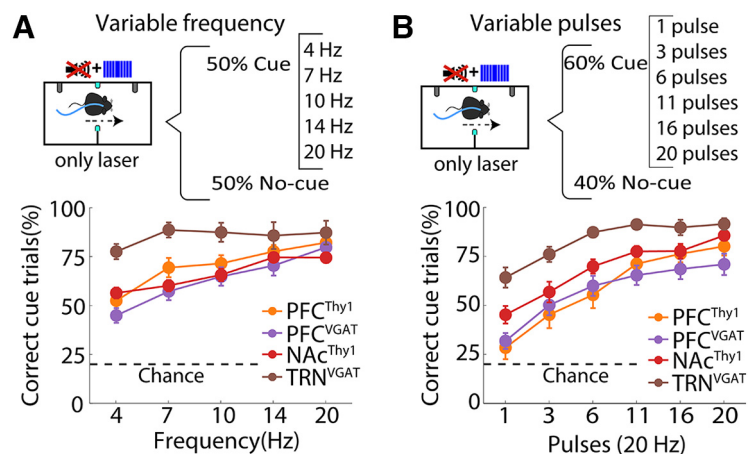 A
Variable frequency
50% Cue
4 Hz
7 Hz
10 Hz
14 Hz
20 Hz
+
only laser
50% No-cue
Correct cue trials(%)
100
75
50
25
0
Chance
PFC^Thy1
PFC^VGAT
NAc^Thy1
TRN^VGAT
4 7 10 14 20
Frequency(Hz)
B
Variable pulses
60% Cue
1 pulse
3 pulses
6 pulses
11 pulses
16 pulses
20 pulses
+
only laser
40% No-cue
Correct cue trials(%)
100
75
50
25
0
Chance
PFC^Thy1
PFC^VGAT
NAc^Thy1
TRN^VGAT
1 3 6 11 16 20
Pulses (20 Hz)